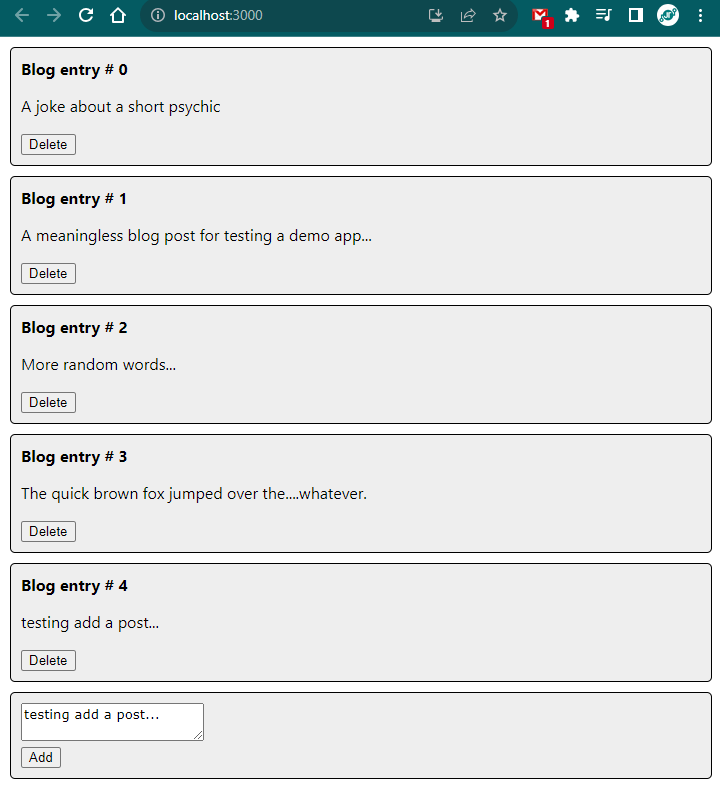 localhost:3000
1
Blog entry # 0
A joke about a short psychic
Delete
Blog entry # 1
A meaningless blog post for testing a demo app...
Delete
Blog entry # 2
More random words...
Delete
Blog entry # 3
The quick brown fox jumped over the....whatever.
Delete
Blog entry # 4
testing add a post...
Delete
testing add a post...
Add